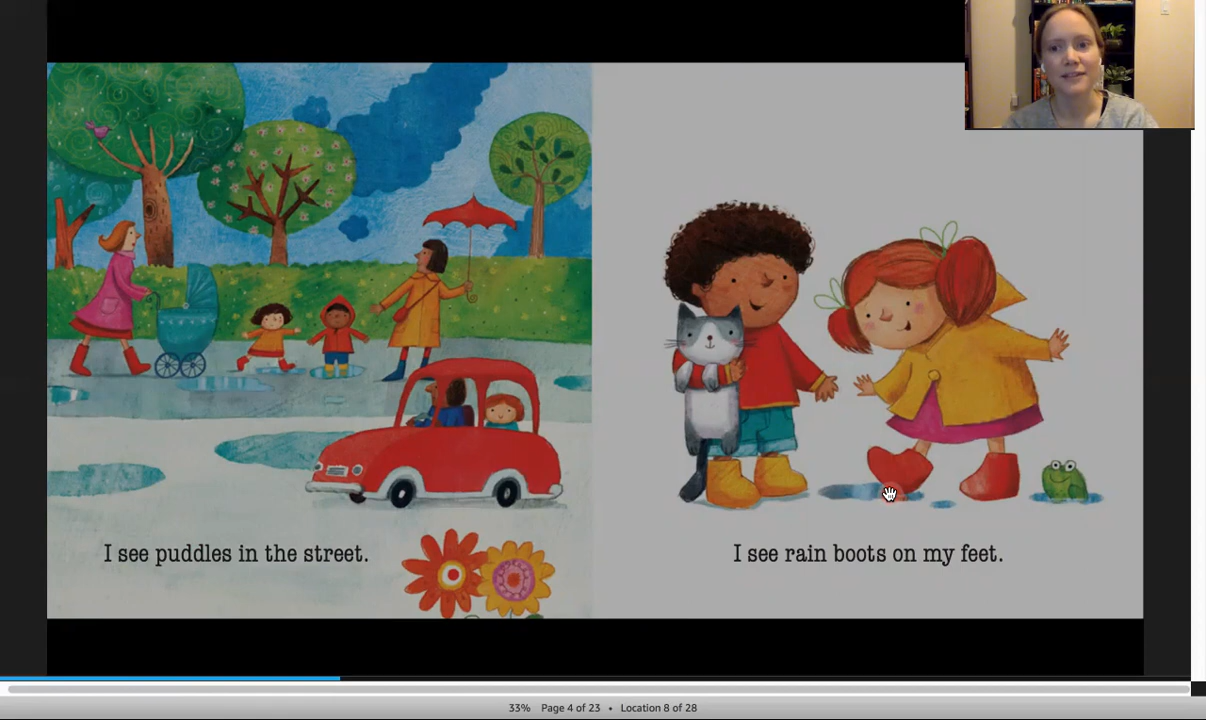 I see puddles in the street.
I see rain boots on my feet.
33% Page 4 of 23 • Location 8 of 28